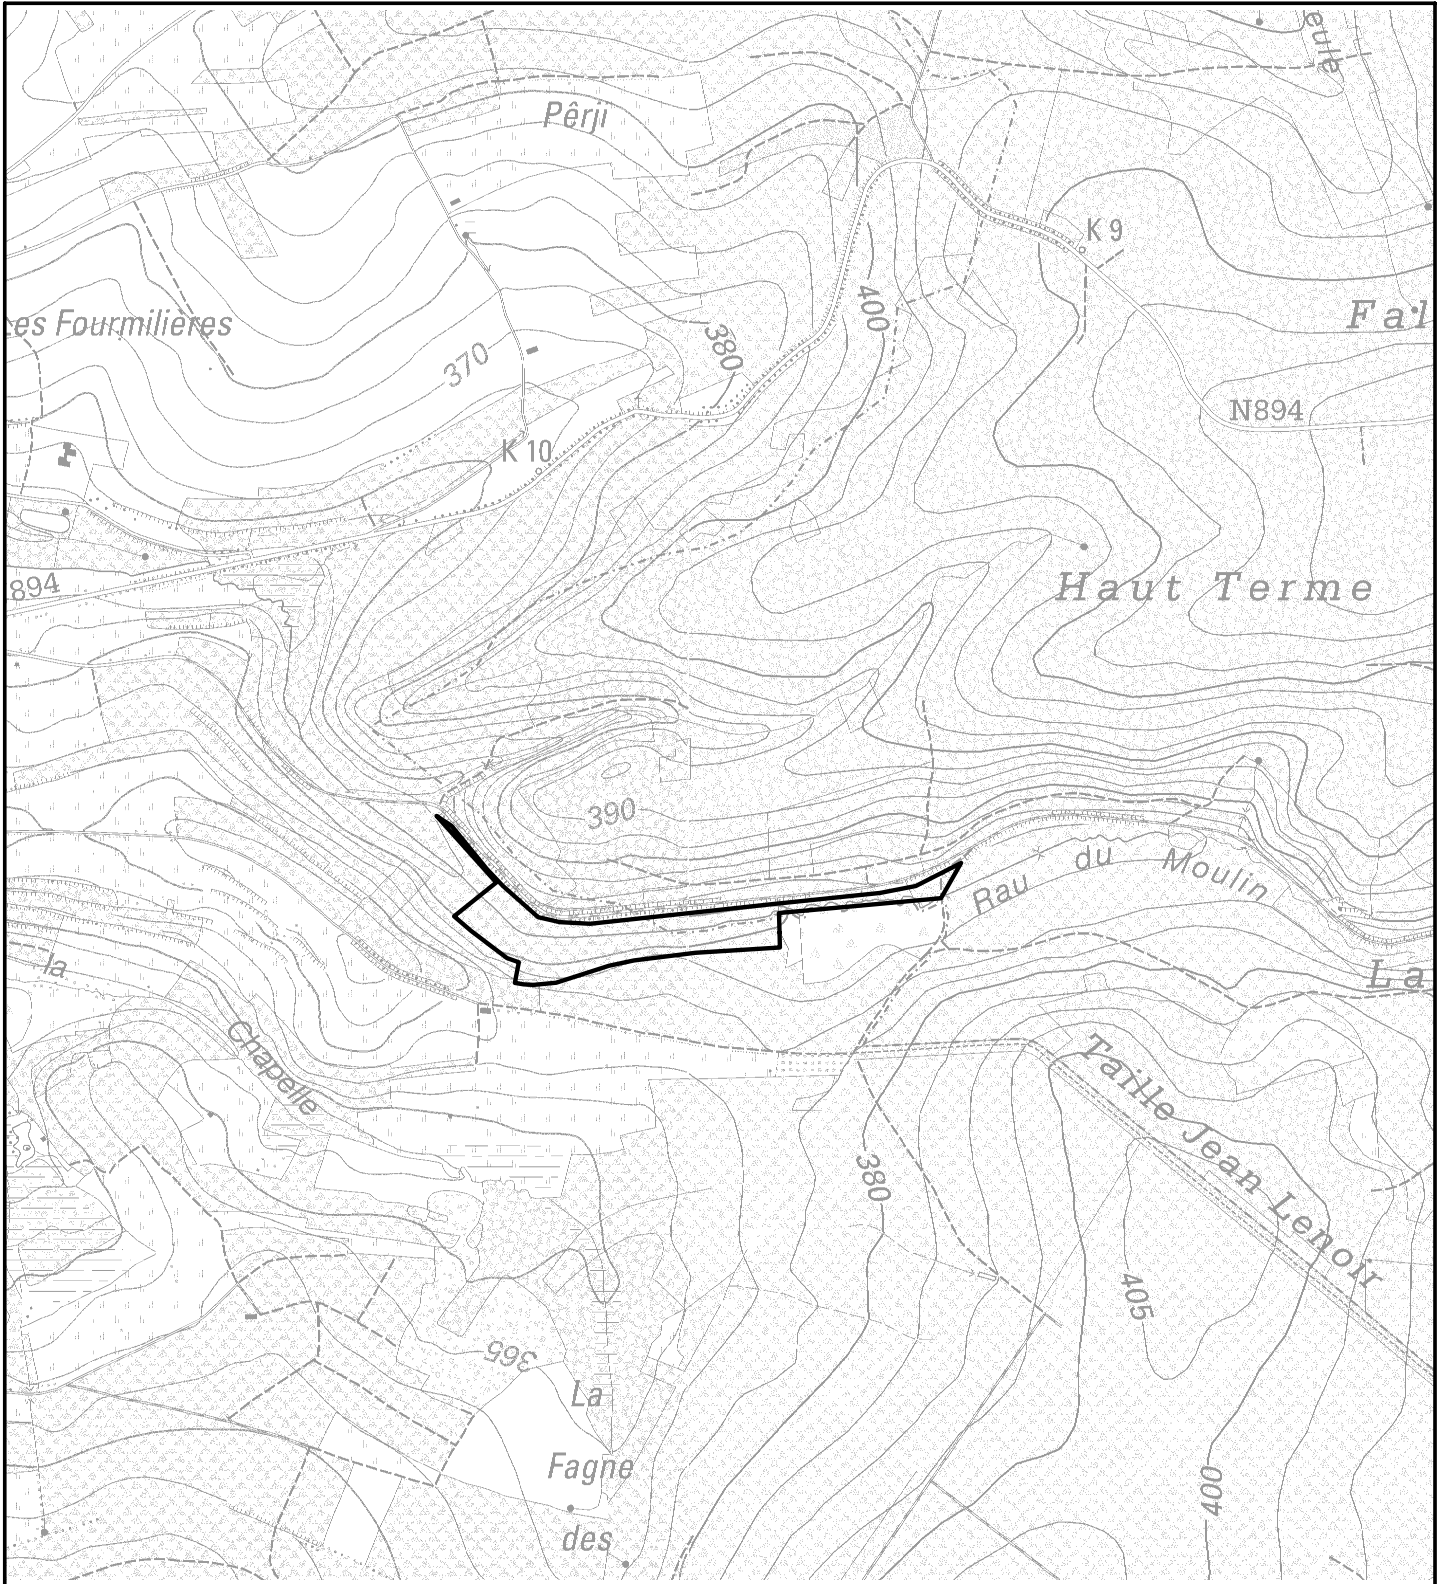 eule
Pêrji
K 9
400
Fal
es Fourmilières
380
370
N894
K 10
Haut Terme
894
390
du
Moulin
Rau
la
La
Chapelle
Taille Jean Lenoir
380
405
365
La
Fagne
400
des